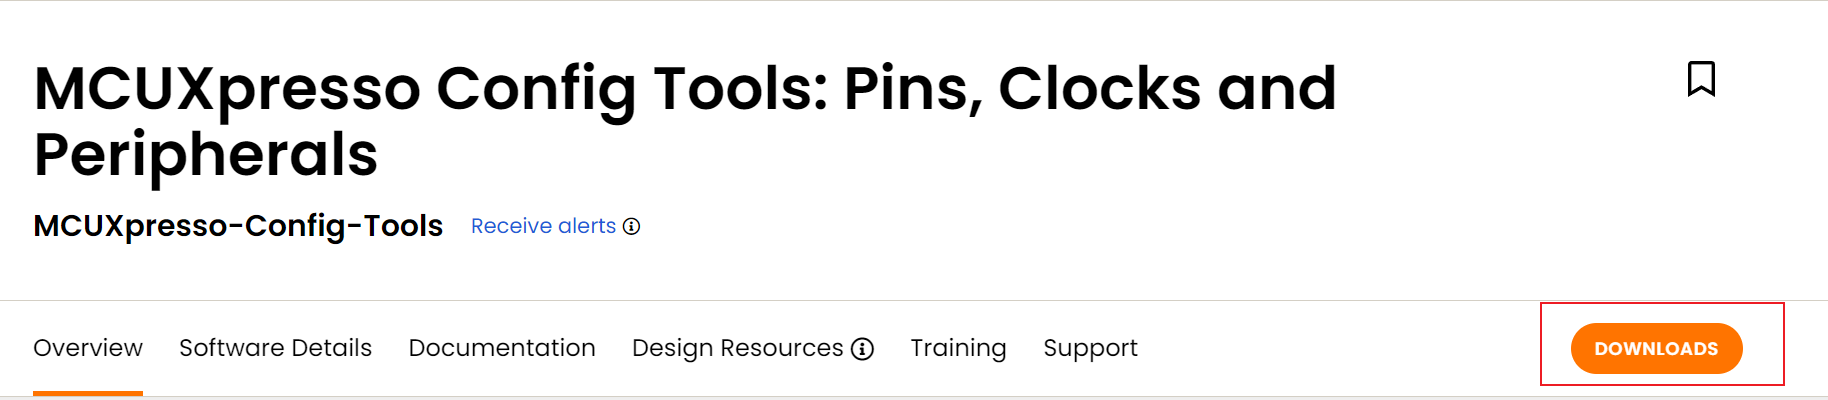 MCUXpresso Config Tools: Pins, Clocks and
Peripherals
MCUXpresso-Config-Tools Receive alerts
Overview Software Details Documentation Design Resources Training Support DOWNLOADS